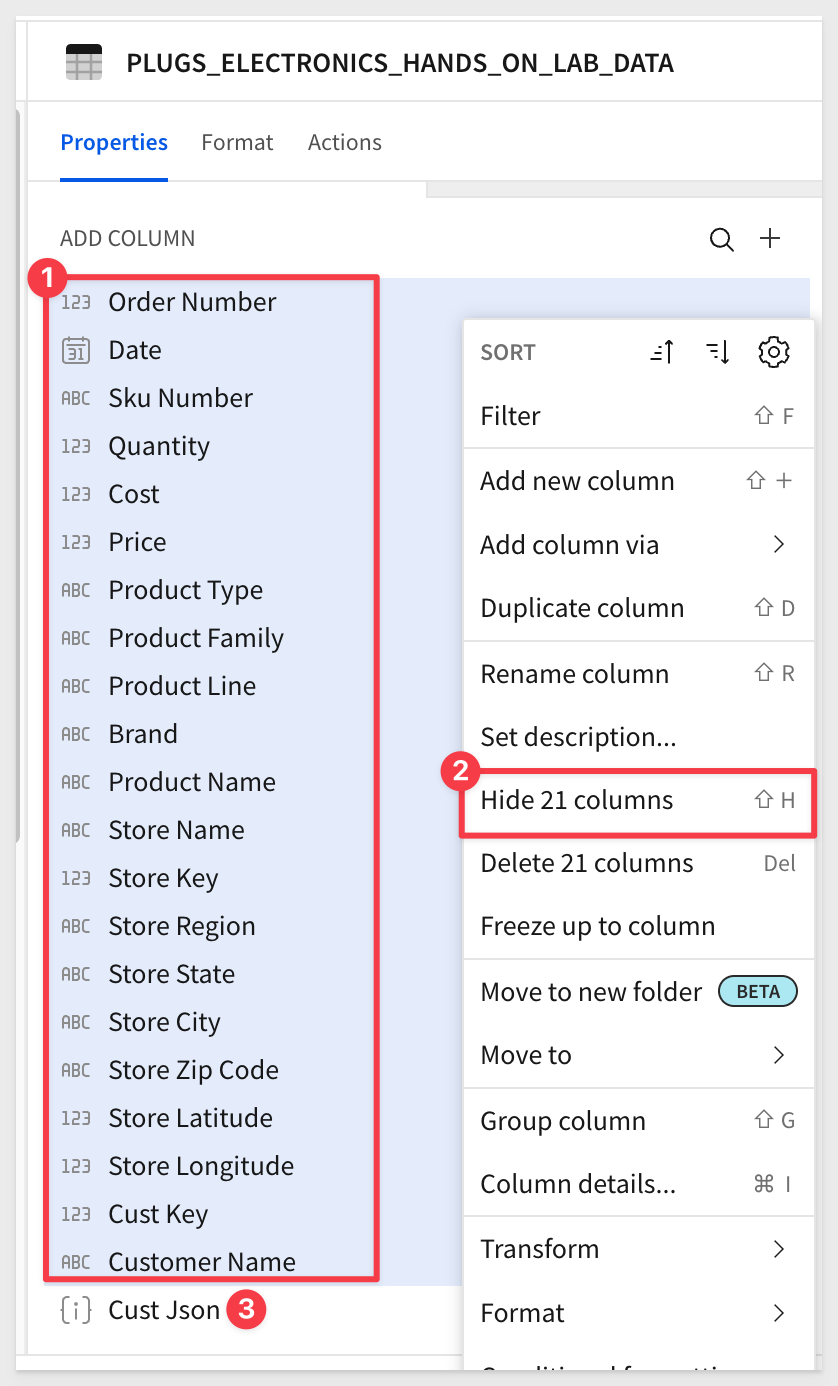 PLUGS_ELECTRONICS_HANDS_ON_LAB_DATA
Properties Format Actions
ADD COLUMN
1
123 Order Number
31 Date
ABC Sku Number
123 Quantity
123 Cost
123 Price
ABC Product Type
ABC Product Family
ABC Product Line
ABC Brand
ABC Product Name
ABC Store Name
123 Store Key
ABC Store Region
ABC Store State
ABC Store City
ABC Store Zip Code
123 Store Latitude
123 Store Longitude
123 Cust Key
ABC Customer Name
{i} Cust Json 3
SORT
Filter ⇧ F
Add new column ⇧ +
Add column via
Duplicate column ⇧ D
Rename column ⇧ R
Set description...
2
Hide 21 columns ⇧ H
Delete 21 columns Del
Freeze up to column
Move to new folder BETA
Move to
Group column ⇧ G
Column details... ⌘ I
Transform
Format